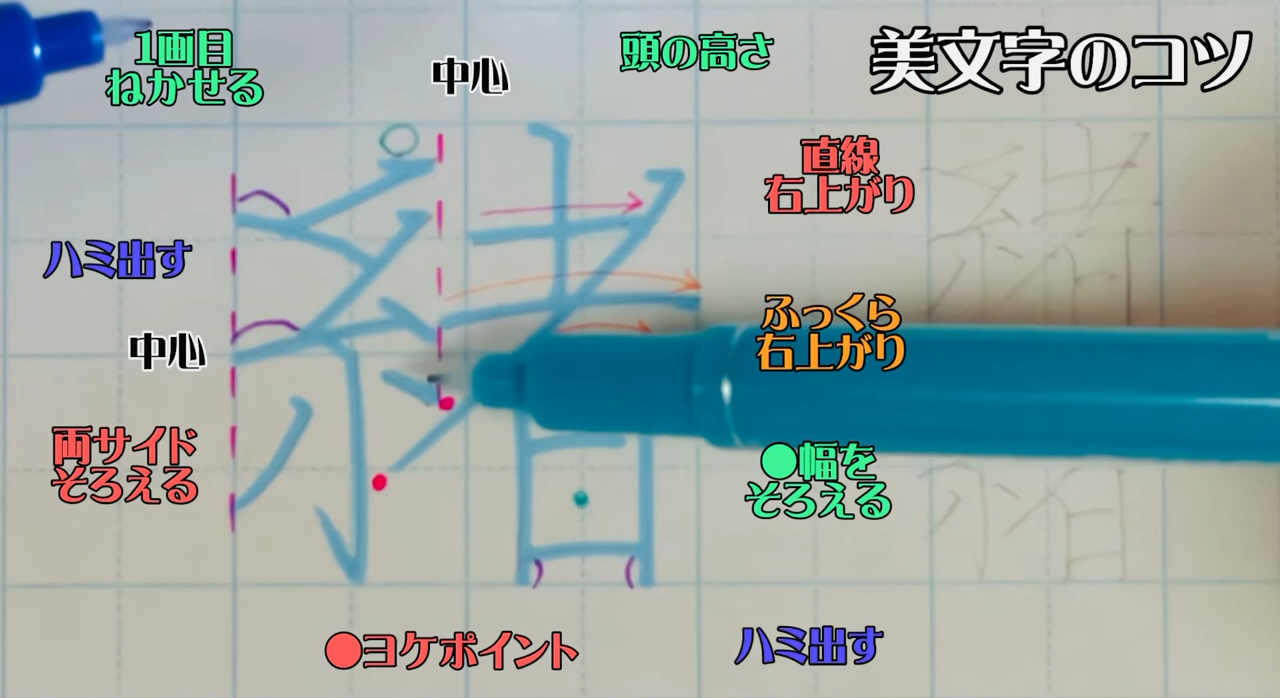 美文字のコツ
1画目
ねかせる
中心
頭の高さ
直線
右上がり
ハミ出す
中心
ふっくら
右上がり
両サイド
そろえる
●幅を
そろえる
●ヨケポイント
ハミ出す
緒